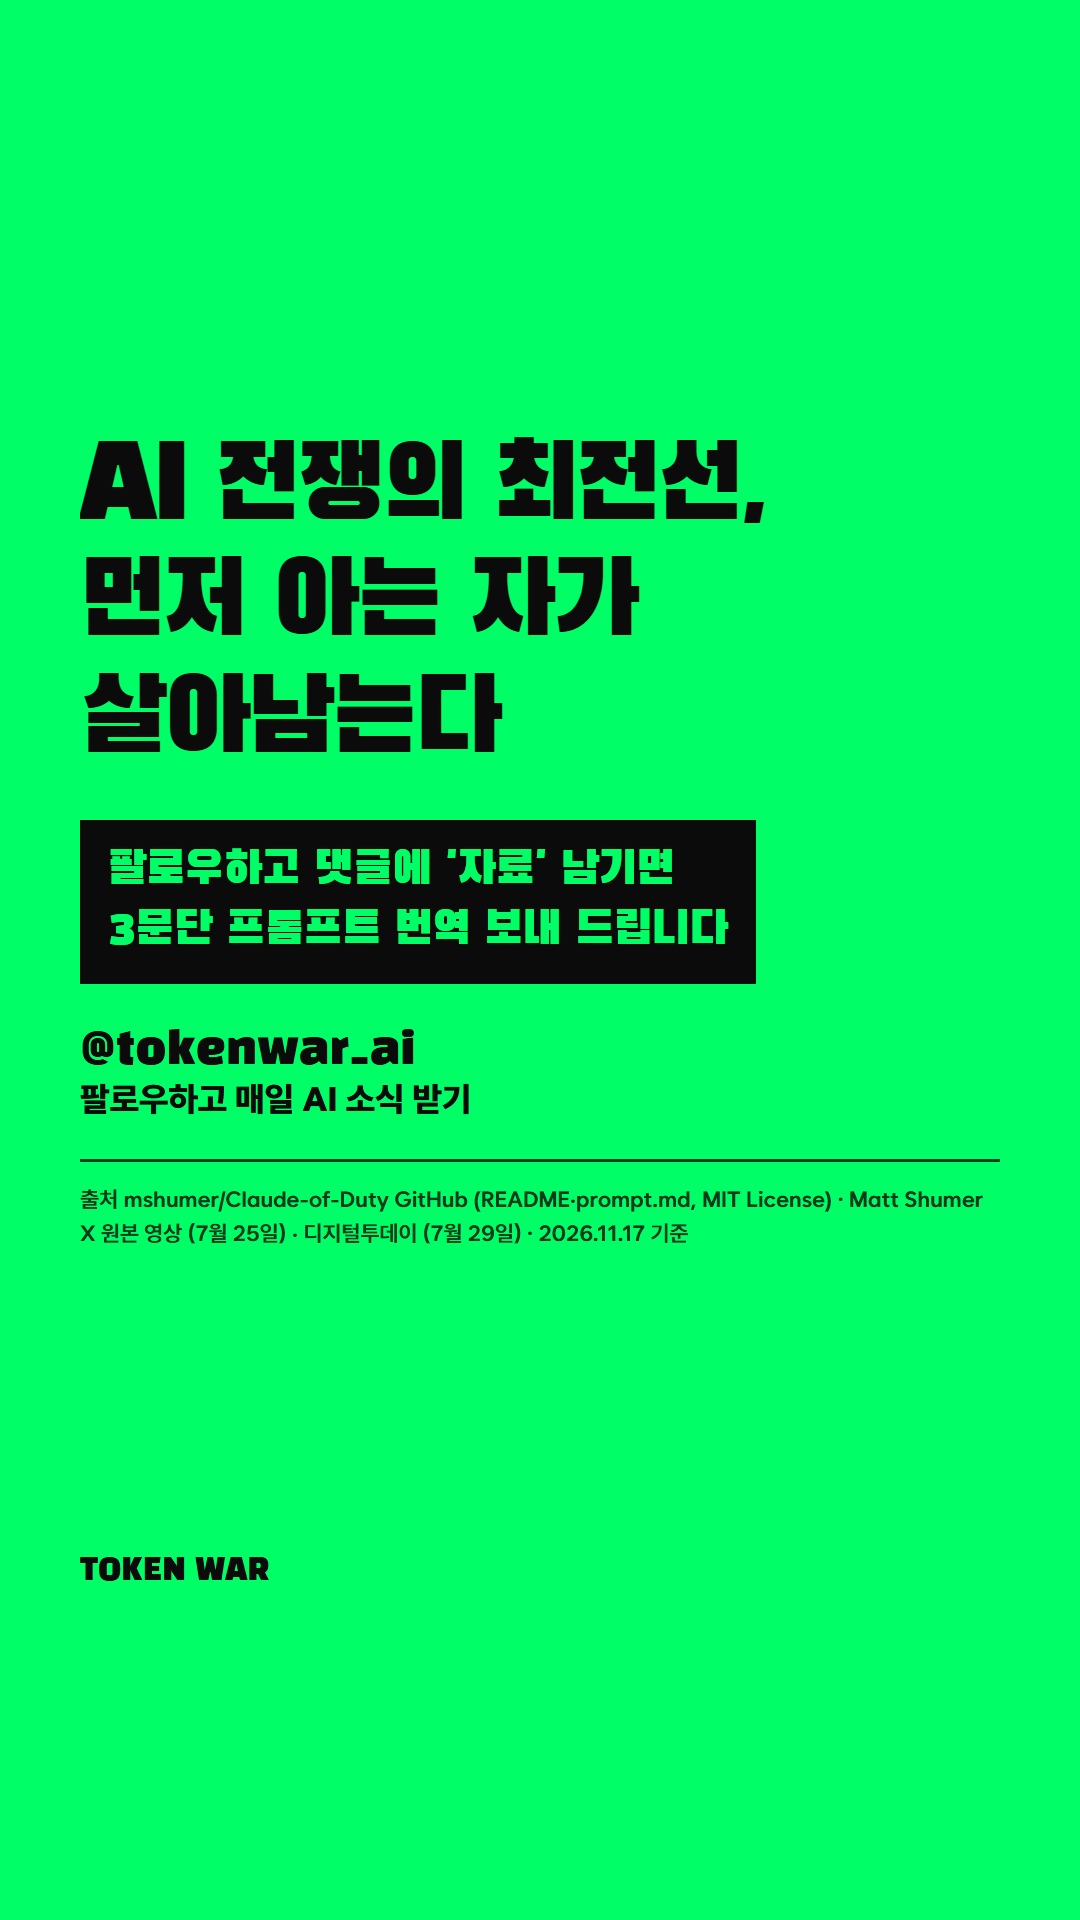 AI 전쟁의 최전선,
먼저 아는 자가
살아남는다
팔로우하고 댓글에 ‘자료’ 남기면
3문단 프롬프트 번역 보내 드립니다
@tokenwar_ai
팔로우하고 매일 AI 소식 받기
출처 mshumer/Claude-of-Duty GitHub (README·prompt.md, MIT License) · Matt Shumer
X 원본 영상 (7월 25일) · 디지털투데이 (7월 29일) · 2026.11.17 기준
TOKEN WAR